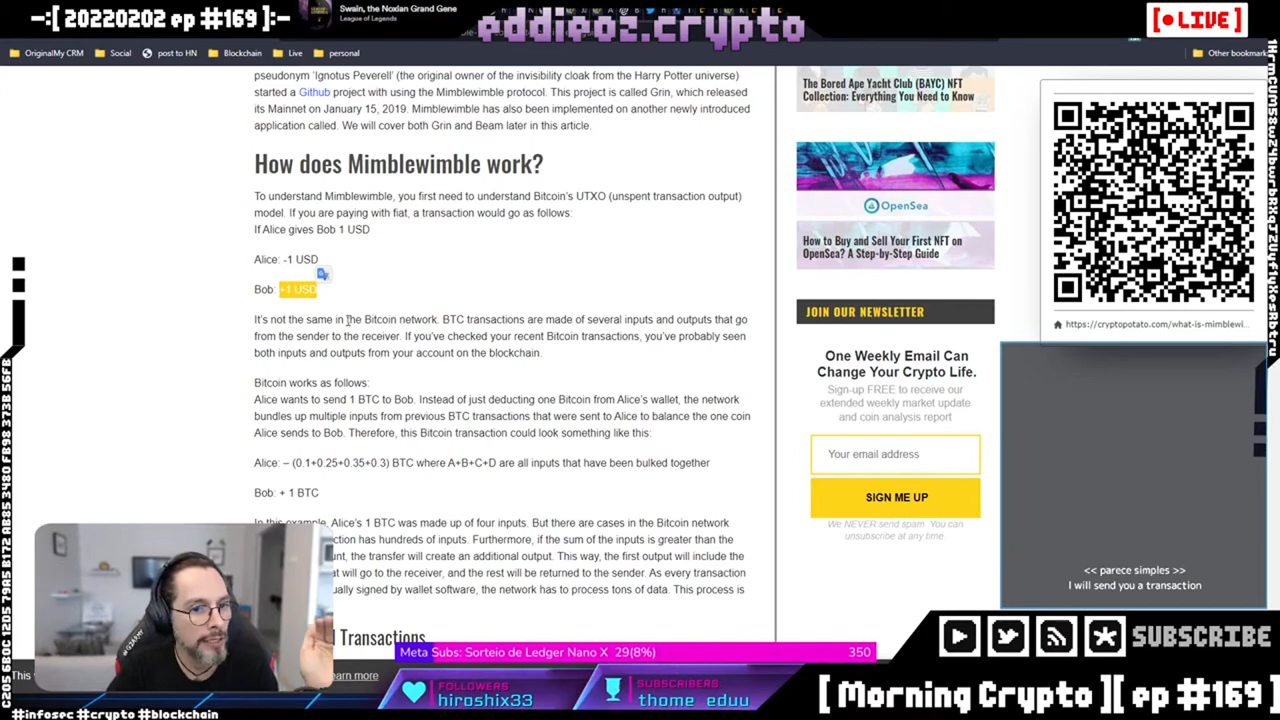 -:[ 20220202 ep #169 ]:-
Swain, the Noxian Grand Gene
League of Legends
eddieoz.crypto
[ • LIVE ]
OriginalMy CRM
Social
post to HN
Blockchain
Live
personal
Other bookmark
pseudonym 'Ignotus Peverell' (the original owner of the invisibility cloak from the Harry Potter universe)
started a Github project with using the Mimblewimble protocol. This project is called Grin, which released
its Mainnet on January 15, 2019. Mimblewimble has also been implemented on another newly introduced
application called. We will cover both Grin and Beam later in this article.
How does Mimblewimble work?
To understand Mimblewimble, you first need to understand Bitcoin's UTXO (unspent transaction output)
model. If you are paying with fiat, a transaction would go as follows:
If Alice gives Bob 1 USD
Alice: -1 USD
Bob: +1 USD
It's not the same in the Bitcoin network. BTC transactions are made of several inputs and outputs that go
from the sender to the receiver. If you've checked your recent Bitcoin transactions, you've probably seen
both inputs and outputs from your account on the blockchain.
Bitcoin works as follows:
Alice wants to send 1 BTC to Bob. Instead of just deducting one Bitcoin from Alice's wallet, the network
bundles up multiple inputs from previous BTC transactions that were sent to Alice to balance the one coin
Alice sends to Bob. Therefore, this Bitcoin transaction could look something like this:
Alice: – (0.1+0.25+0.35+0.3) BTC where A+B+C+D are all inputs that have been bulked together
Bob: + 1 BTC
In this example, Alice's 1 BTC was made up of four inputs. But there are cases in the Bitcoin network
ction has hundreds of inputs. Furthermore, if the sum of the inputs is greater than the
unt, the transfer will create an additional output. This way, the first output will include the
at will go to the receiver, and the rest will be returned to the sender. As every transaction
ually signed by wallet software, the network has to process tons of data. This process is
l Transactions
This
earn more
The Bored Ape Yacht Club (BAYC) NFT
Collection: Everything You Need to Know
OpenSea
How to Buy and Sell Your First NFT on
OpenSea? A Step-by-Step Guide
JOIN OUR NEWSLETTER
One Weekly Email Can
Change Your Crypto Life.
Sign-up FREE to receive our
extended weekly market update
and coin analysis report
Your email address
SIGN ME UP
We NEVER send spam. You can
unsubscribe at any time.
https://cryptopotato.com/what-is-mimblewi...
<< parece simples >>
I will send you a transaction
Meta Subs: Sorteio de Ledger Nano X 29(8%)
350
FOLLOWERS
hiroshix33
SUBSCRIBERS
thome_eduu
SUBSCRIBE
[ Morning Crypto ][ ep #169 ]
#infosec #crypto #blockchain